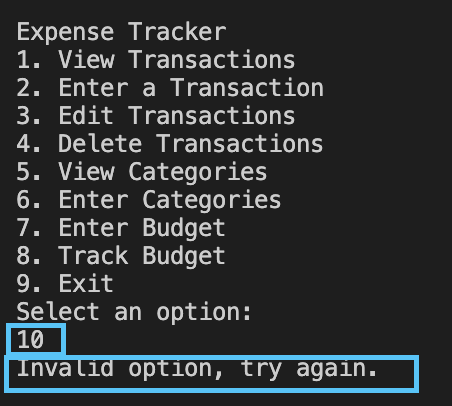 Expense Tracker
1. View Transactions
2. Enter a Transaction
3. Edit Transactions
4. Delete Transactions
5. View Categories
6. Enter Categories
7. Enter Budget
8. Track Budget
9. Exit
Select an option:
10
Invalid option, try again.